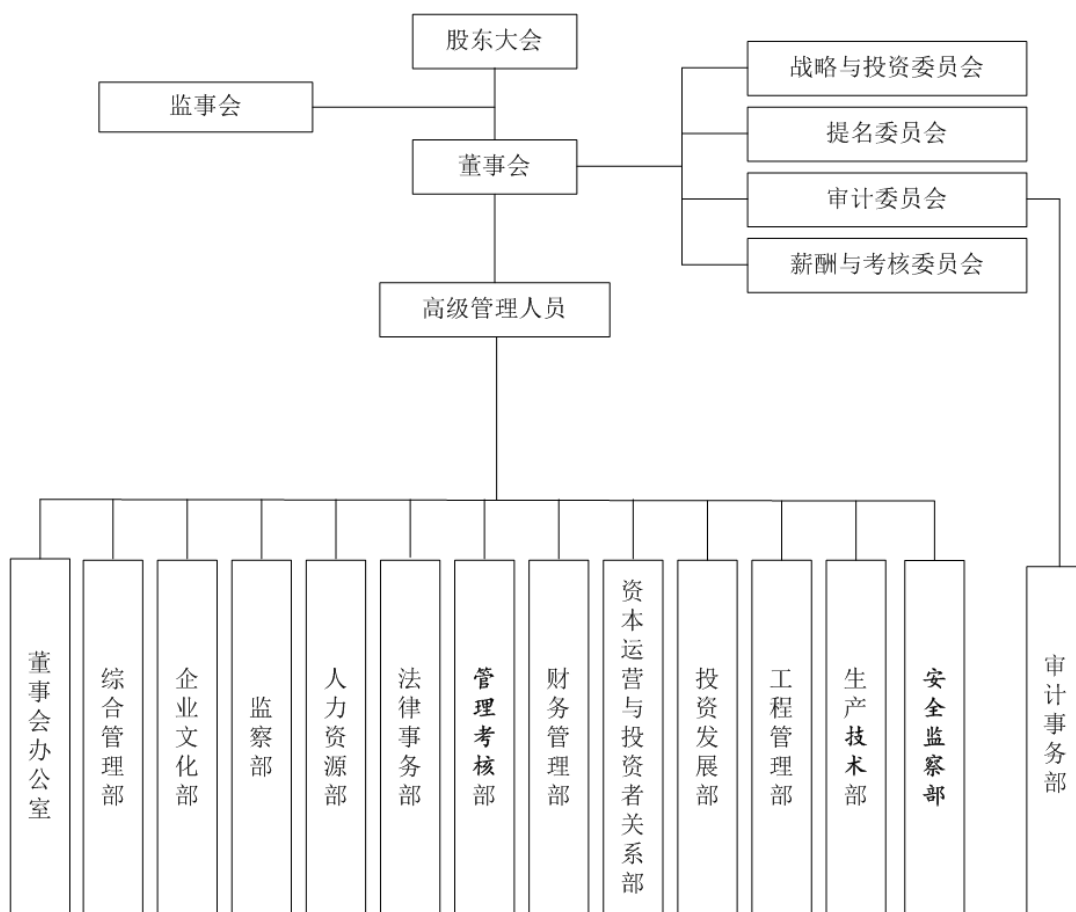 股东大会
战略与投资委员会
监事会
提名委员会
董事会
审计委员会
薪酬与考核委员会
高级管理人员
董事会办公室
综合管理部
企业文化部
监察部
人力资源部
法律事务部
管理考核部
财务管理部
资本运营与投资者关系部
投资发展部
工程管理部
生产技术部
安全监察部
审计事务部